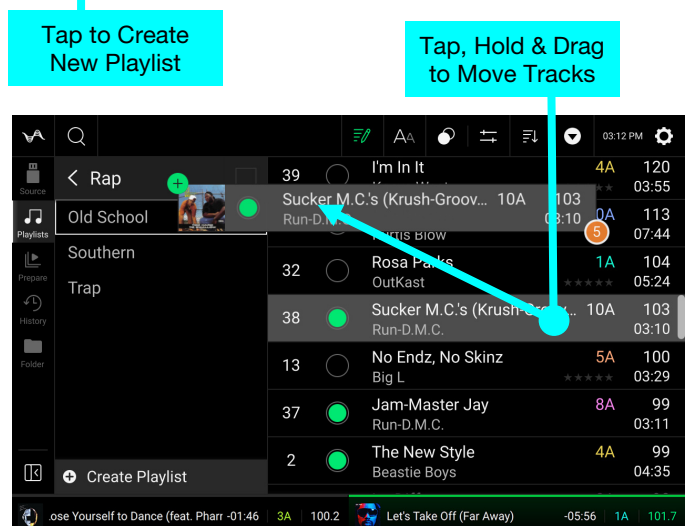 Tap to Create
New Playlist
Tap, Hold & Drag
to Move Tracks
AA
03:12 PM
Source
Playlists
Prepare
History
Folder
Rap
Old School
Southern
Trap
Create Playlist
39 I'm In It 4A 120
03:55
Sucker M.C.'s (Krush-Groov... 10A 103
Run-D.M.C. 03:10
0A 113
Kurtis Blow 07:44
5
32 Rosa Parks 1A 104
OutKast 05:24
38 Sucker M.C.'s (Krush-Groov... 10A 103
Run-D.M.C. 03:10
13 No Endz, No Skinz 5A 100
Big L 03:29
37 Jam-Master Jay 8A 99
Run-D.M.C. 03:11
2 The New Style 4A 99
Beastie Boys 04:35
.ose Yourself to Dance (feat. Pharr -01:46 3A 100.2
Let's Take Off (Far Away) -05:56 1A 101.7